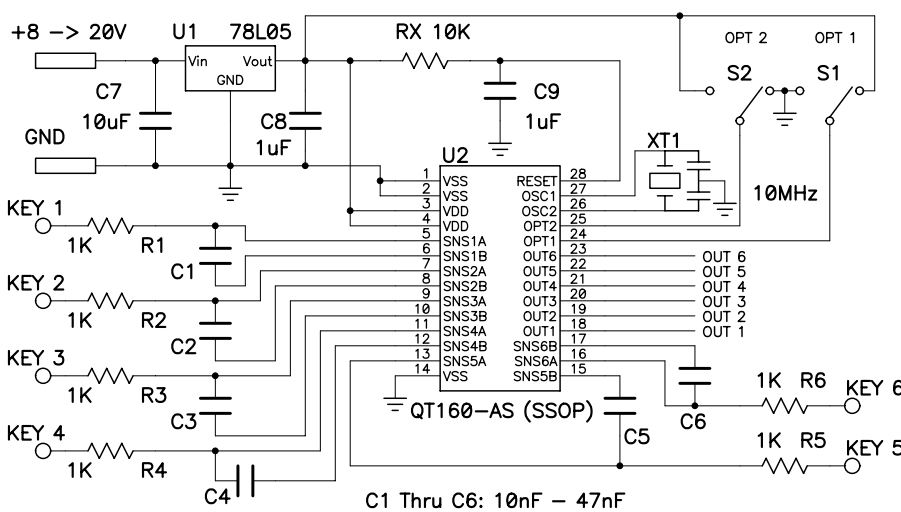 +8 -> 20V
U1
78L05
Vin
Vout
GND
C7
10uF
C8
1uF
GND
RX 10K
C9
1uF
OPT 2
OPT 1
S2
S1
XT1
10MHz
U2
1 VSS
2 VSS
3 VDD
4 VDD
5 SNS1A
6 SNS1B
7 SNS2A
8 SNS2B
9 SNS3A
10 SNS3B
11 SNS4A
12 SNS4B
13 SNS5A
14 VSS
RESET 28
OSC1 27
OSC2 26
OPT2 25
OPT1 24
OUT6 23
OUT5 22
OUT4 21
OUT3 20
OUT2 19
OUT1 18
SNS6B 17
SNS6A 16
SNS5B 15
OUT 6
OUT 5
OUT 4
OUT 3
OUT 2
OUT 1
KEY 1
1K
R1
C1
KEY 2
1K
R2
C2
KEY 3
1K
R3
C3
KEY 4
1K
R4
C4
QT160-AS (SSOP)
C5
C6
1K R6
KEY 6
1K R5
KEY 5
C1 Thru C6: 10nF - 47nF